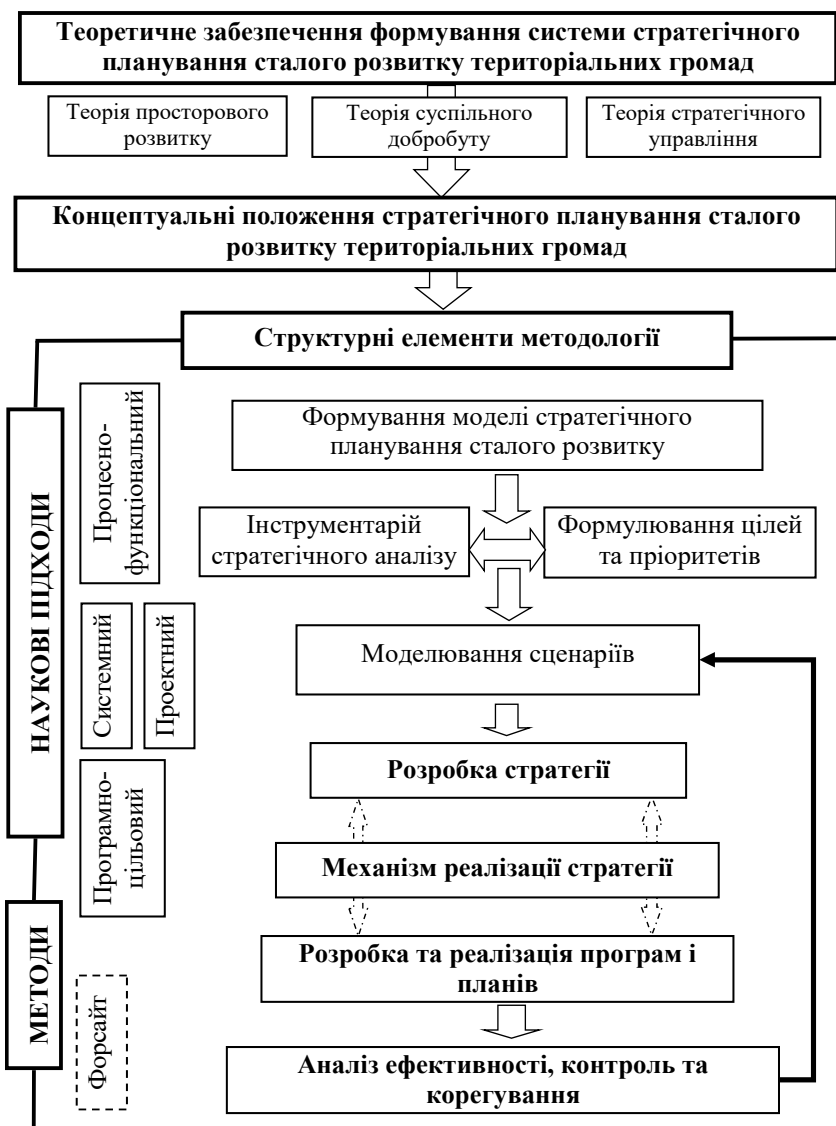 Теоретичне забезпечення формування системи стратегічного
планування сталого розвитку територіальних громад
Теорія просторового
розвитку
Теорія суспільного
добробуту
Теорія стратегічного
управління
Концептуальні положення стратегічного планування сталого
розвитку територіальних громад
Структурні елементи методології
НАУКОВІ ПІДХОДИ
Процесно-
функціональний
Системний
Проектний
Програмно-
цільовий
МЕТОДИ
Форсайт
Формування моделі стратегічного
планування сталого розвитку
Інструментарій
стратегічного аналізу
Формулювання цілей
та пріоритетів
Моделювання сценаріїв
Розробка стратегії
Механізм реалізації стратегії
Розробка та реалізація програм і
планів
Аналіз ефективності, контроль та
корегування